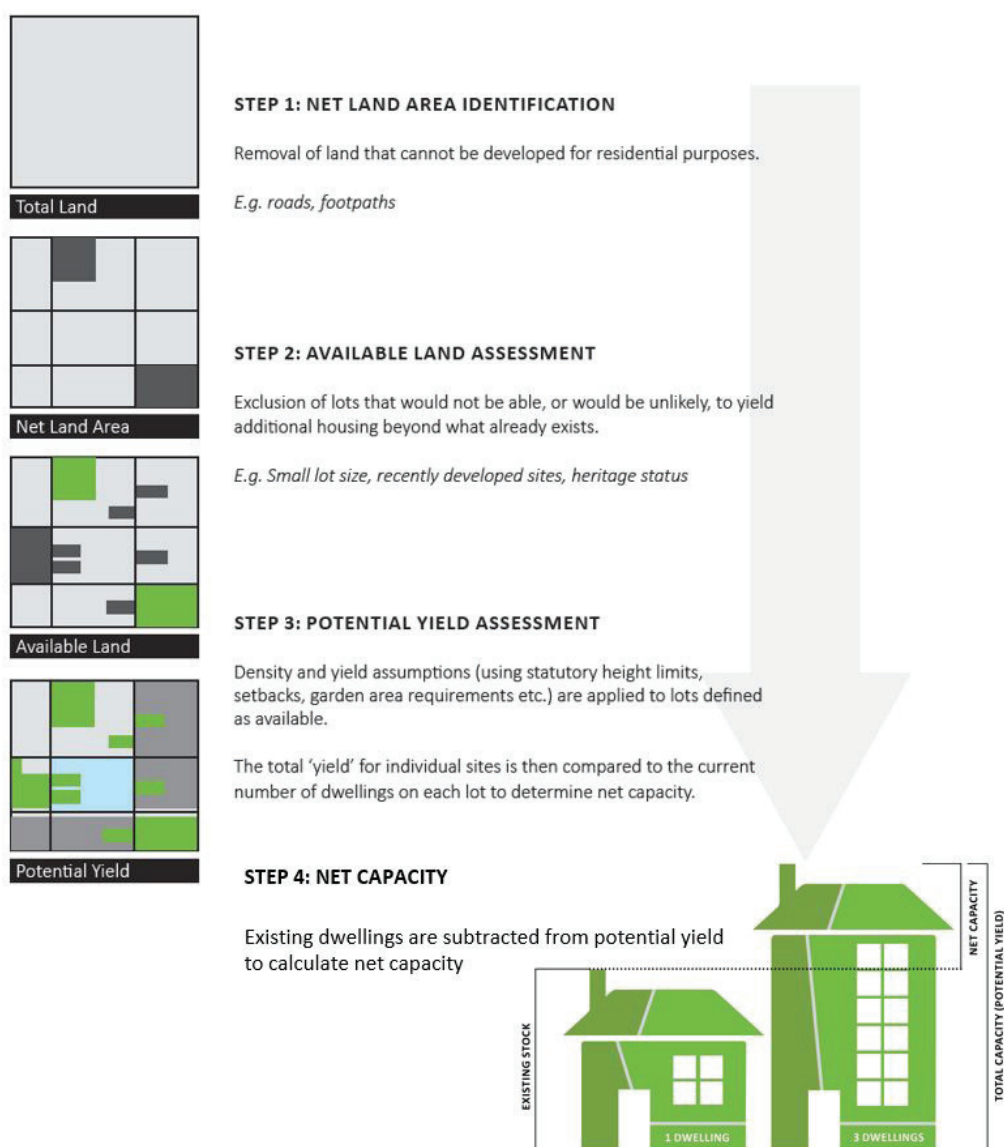 Total Land
STEP 1: NET LAND AREA IDENTIFICATION
Removal of land that cannot be developed for residential purposes.
E.g. roads, footpaths
Net Land Area
STEP 2: AVAILABLE LAND ASSESSMENT
Exclusion of lots that would not be able, or would be unlikely, to yield
additional housing beyond what already exists.
E.g. Small lot size, recently developed sites, heritage status
Available Land
STEP 3: POTENTIAL YIELD ASSESSMENT
Density and yield assumptions (using statutory height limits,
setbacks, garden area requirements etc.) are applied to lots defined
as available.
The total ‘yield’ for individual sites is then compared to the current
number of dwellings on each lot to determine net capacity.
Potential Yield
STEP 4: NET CAPACITY
Existing dwellings are subtracted from potential yield
to calculate net capacity
EXISTING STOCK
1 DWELLING
3 DWELLINGS
NET CAPACITY
TOTAL CAPACITY (POTENTIAL YIELD)